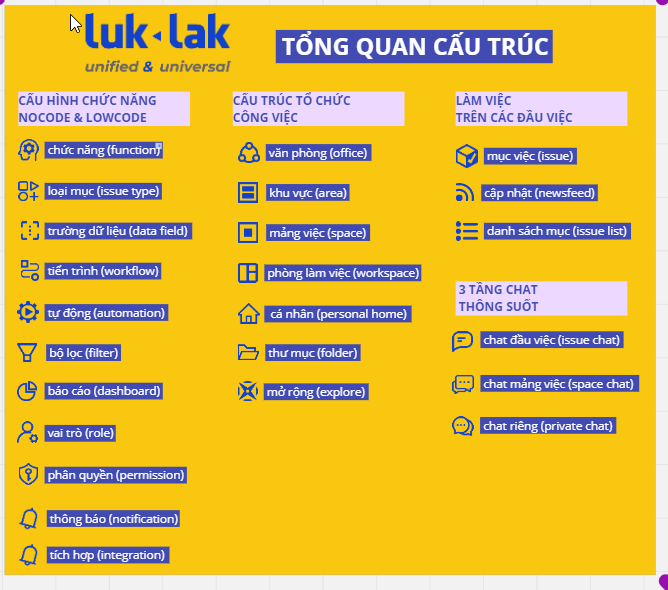 luk lak
unified & universal
TỔNG QUAN CẤU TRÚC
CẤU HÌNH CHỨC NĂNG
NOCODE & LOWCODE
chức năng (function)
loại mục (issue type)
trường dữ liệu (data field)
tiến trình (workflow)
tự động (automation)
bộ lọc (filter)
báo cáo (dashboard)
vai trò (role)
phân quyền (permission)
thông báo (notification)
tích hợp (integration)
CẤU TRÚC TỔ CHỨC
CÔNG VIỆC
văn phòng (office)
khu vực (area)
mảng việc (space)
phòng làm việc (workspace)
cá nhân (personal home)
thư mục (folder)
mở rộng (explore)
LÀM VIỆC
TRÊN CÁC ĐẦU VIỆC
mục việc (issue)
cập nhật (newsfeed)
danh sách mục (issue list)
3 TẦNG CHAT
THÔNG SUỐT
chat đầu việc (issue chat)
chat mảng việc (space chat)
chat riêng (private chat)